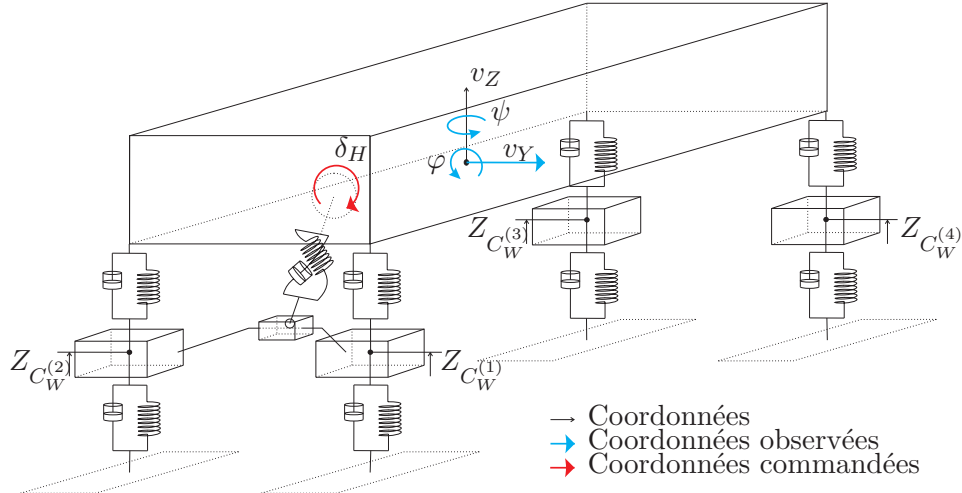 v_Z
ψ
δ_H
φ
v_Y
Z_{C_W^{(3)}}
Z_{C_W^{(4)}}
Z_{C_W^{(2)}}
Z_{C_W^{(1)}}
Coordonnées
Coordonnées observées
Coordonnées commandées